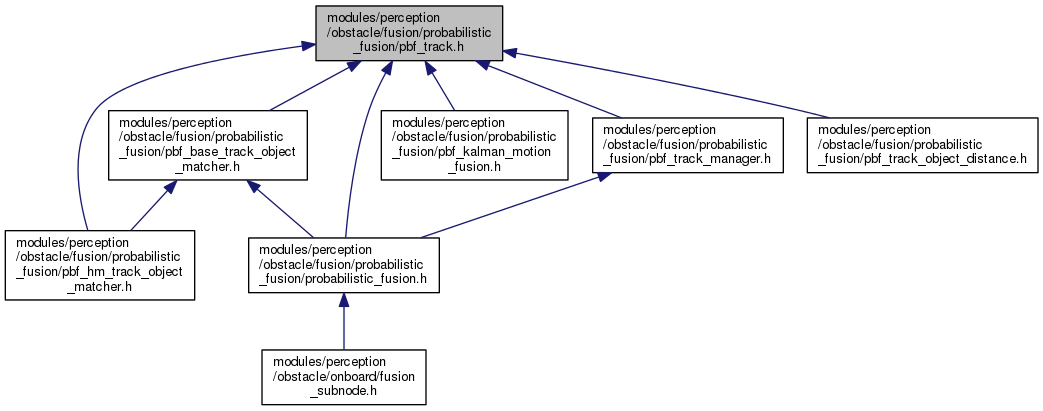 modules/perception
/obstacle/fusion/probabilistic
_fusion/pbf_track.h
modules/perception
/obstacle/fusion/probabilistic
_fusion/pbf_base_track_object
_matcher.h
modules/perception
/obstacle/fusion/probabilistic
_fusion/pbf_kalman_motion
_fusion.h
modules/perception
/obstacle/fusion/probabilistic
_fusion/pbf_track_manager.h
modules/perception
/obstacle/fusion/probabilistic
_fusion/pbf_track_object_distance.h
modules/perception
/obstacle/fusion/probabilistic
_fusion/pbf_hm_track_object
_matcher.h
modules/perception
/obstacle/fusion/probabilistic
_fusion/probabilistic_fusion.h
modules/perception
/obstacle/onboard/fusion
_subnode.h